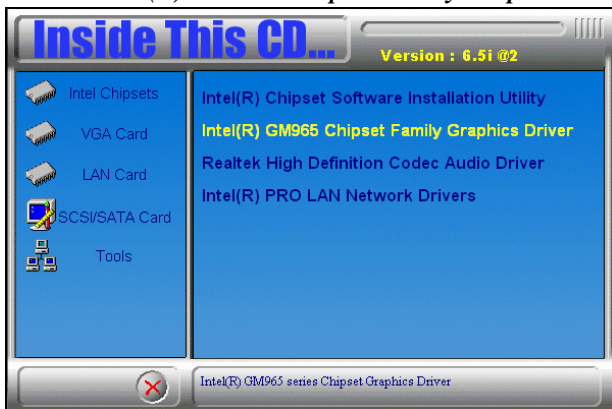 Inside This CD...
Version : 6.5i @2
Intel Chipsets
VGA Card
LAN Card
SCSI/SATA Card
Tools
Intel(R) Chipset Software Installation Utility
Intel(R) GM965 Chipset Family Graphics Driver
Realtek High Definition Codec Audio Driver
Intel(R) PRO LAN Network Drivers
Intel(R) GM965 series Chipset Graphics Driver